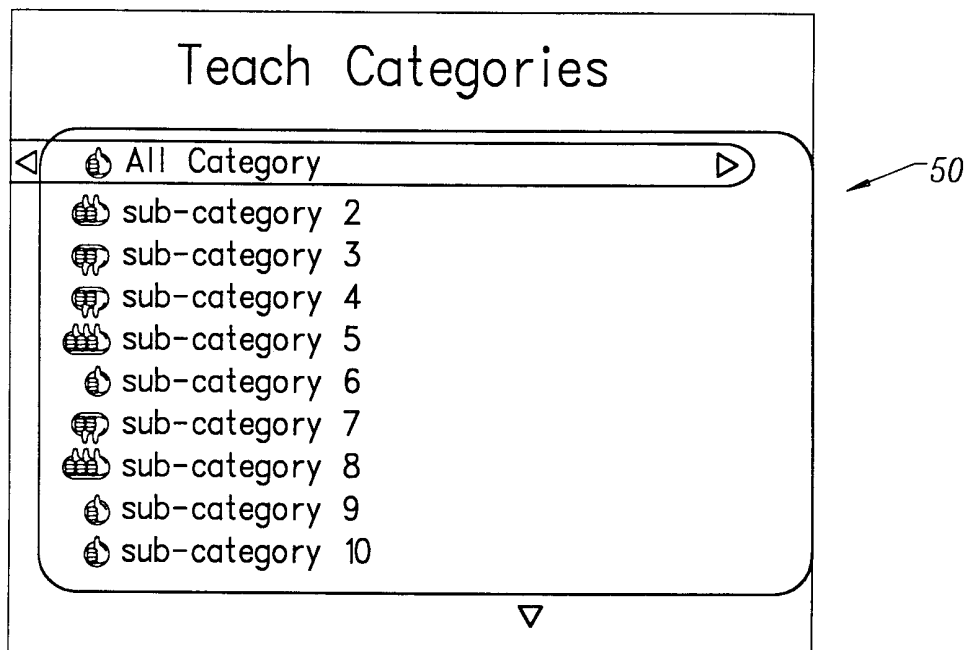 Teach Categories
All Category
50
sub-category 2
sub-category 3
sub-category 4
sub-category 5
sub-category 6
sub-category 7
sub-category 8
sub-category 9
sub-category 10